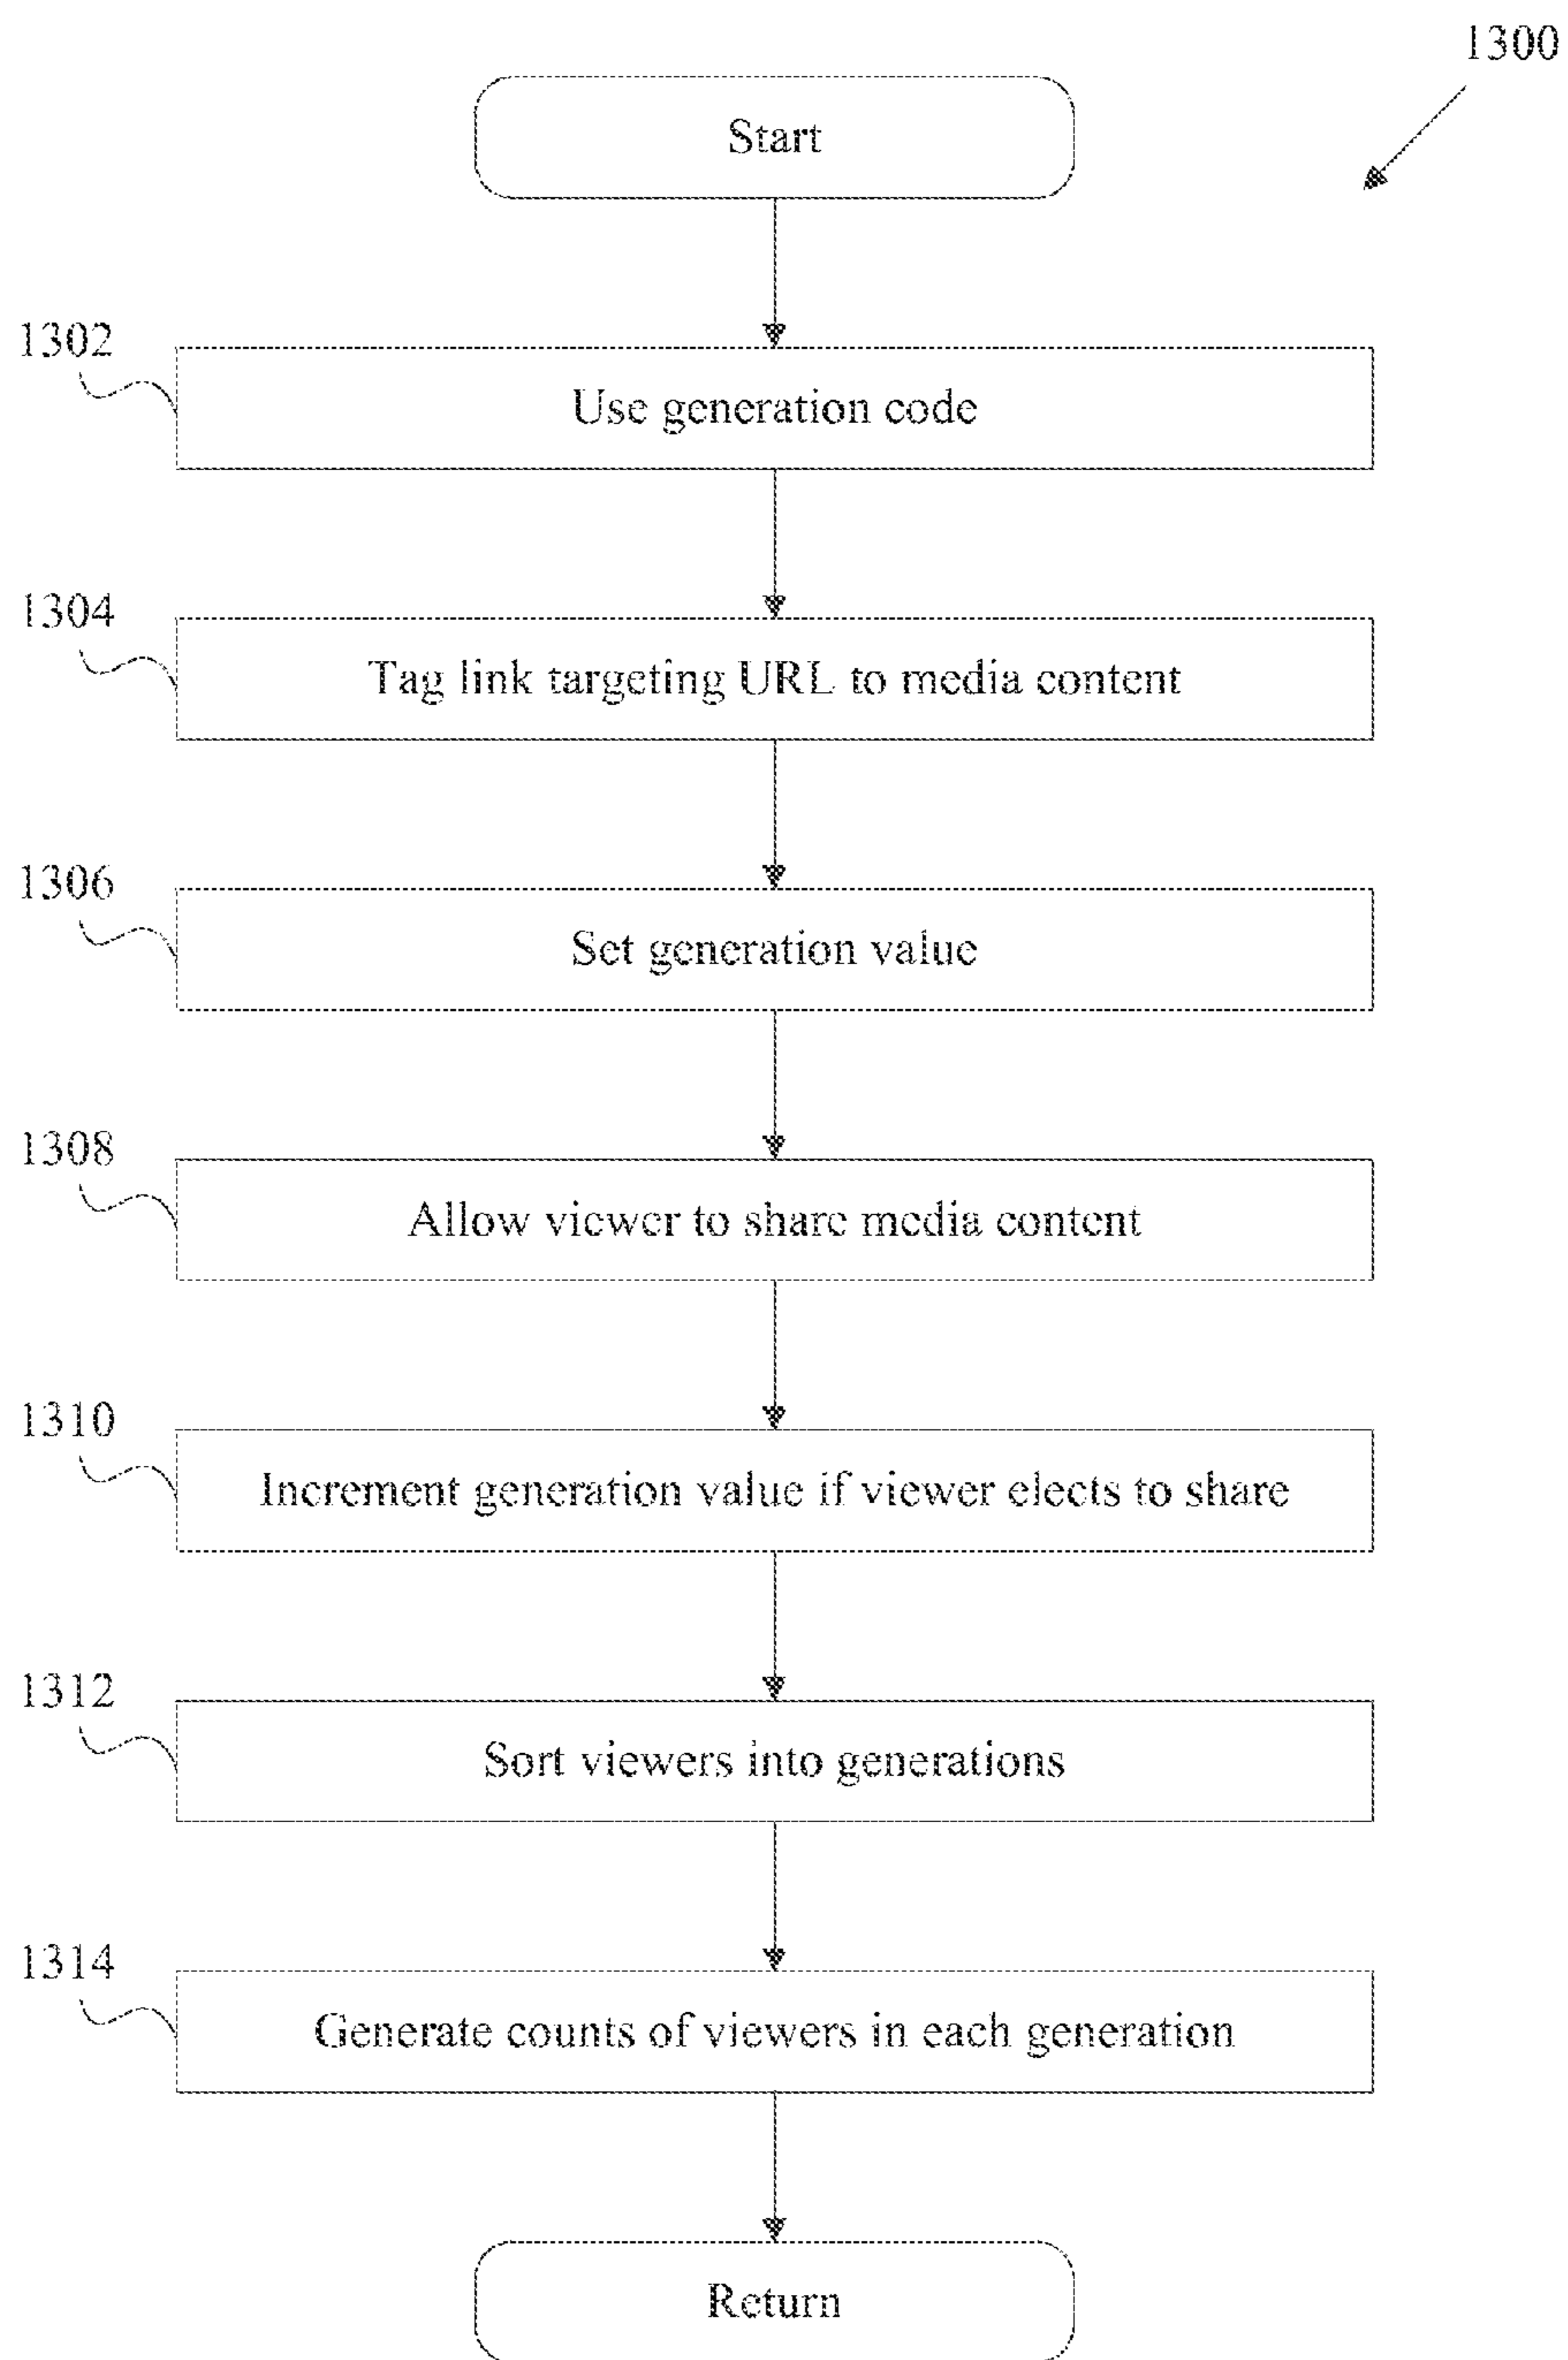 1300
Start
1302
Use generation code
1304
Tag link targeting URL to media content
1306
Set generation value
1308
Allow viewer to share media content
1310
Increment generation value if viewer elects to share
1312
Sort viewers into generations
1314
Generate counts of viewers in each generation
Return